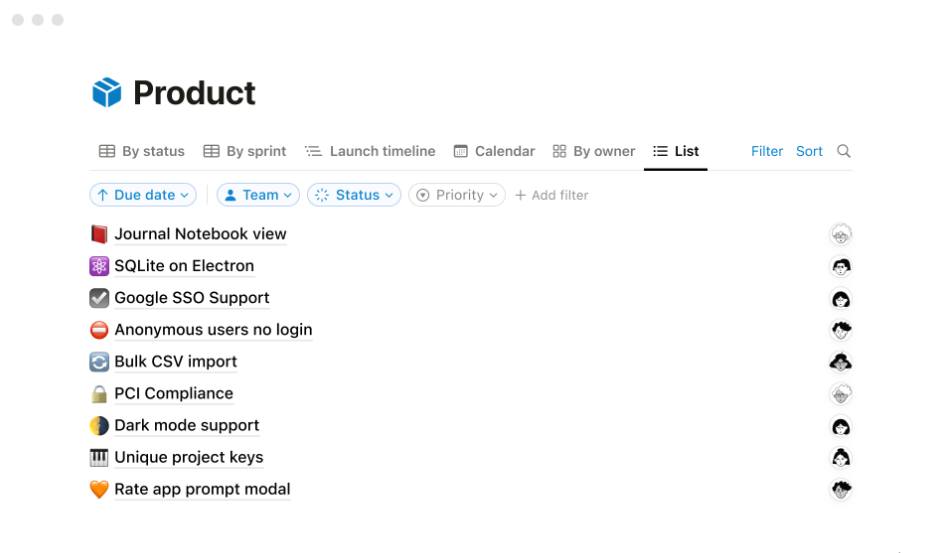 Product
By status By sprint Launch timeline Calendar By owner List Filter Sort
Due date Team Status Priority + Add filter
Journal Notebook view
SQLite on Electron
Google SSO Support
Anonymous users no login
Bulk CSV import
PCI Compliance
Dark mode support
Unique project keys
Rate app prompt modal